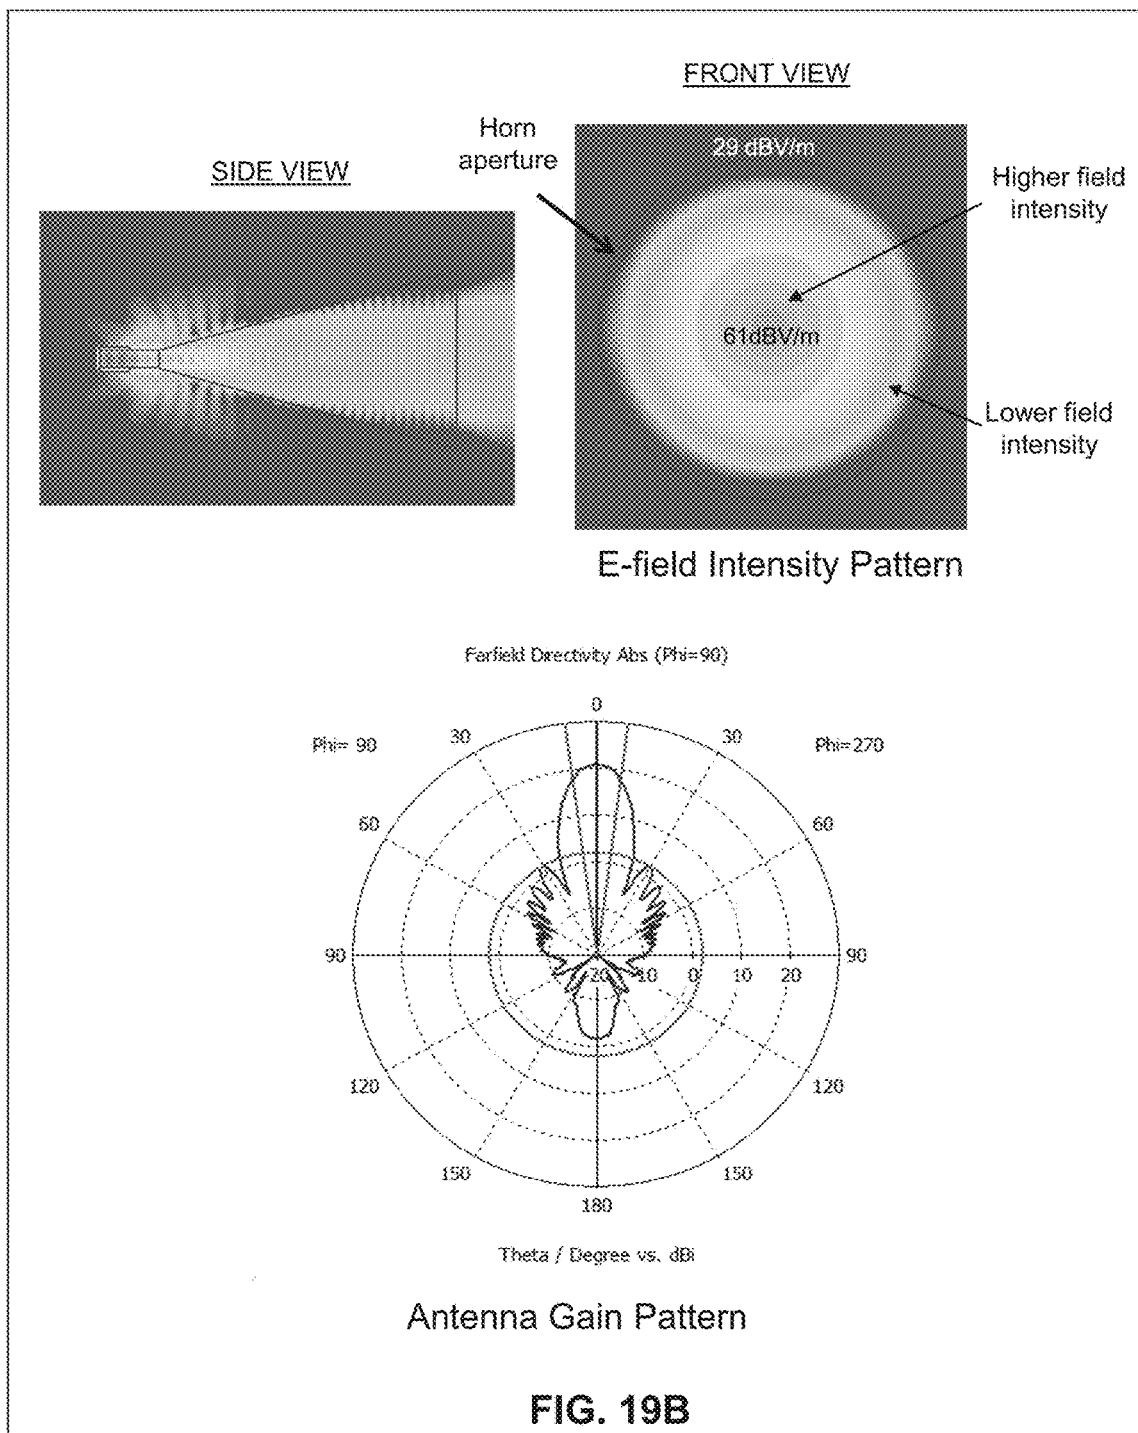 FRONT VIEW
Horn
aperture
29 dBV/m
SIDE VIEW
Higher field
intensity
61dBV/m
Lower field
intensity
E-field Intensity Pattern
Farfield Directivity Abs (Phi=90)
0
Phi= 90
30
30
Phi=270
60
60
90
20
10
0
10
20
90
120
120
150
150
180
Theta / Degree vs. dBi
Antenna Gain Pattern
FIG. 19B